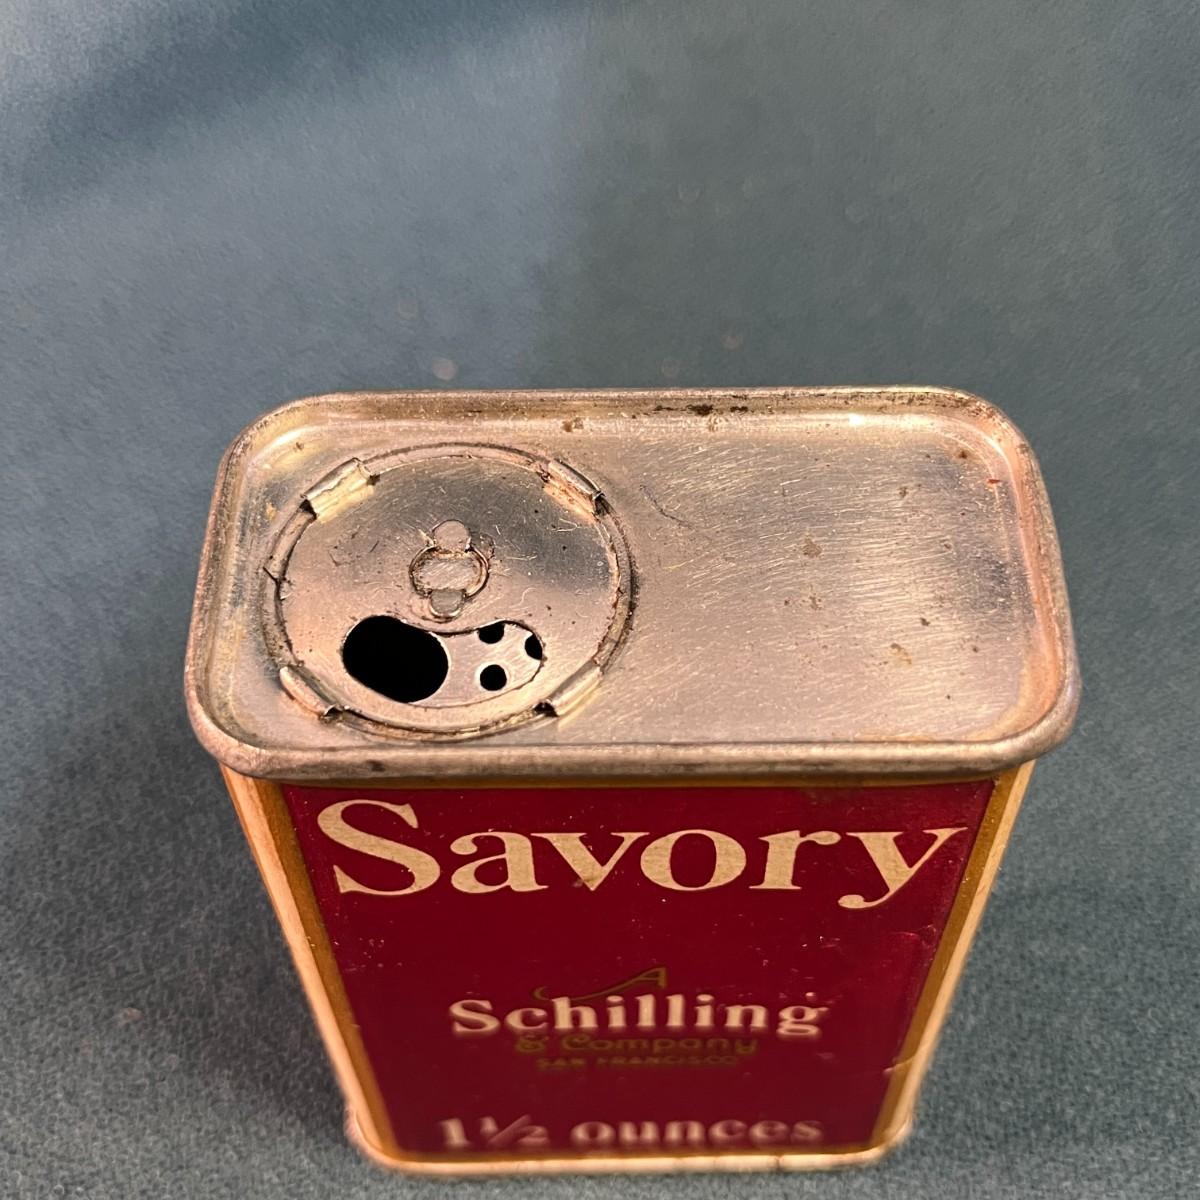 Savory
A
Schilling
& Company
SAN FRANCISCO
1½ ounces